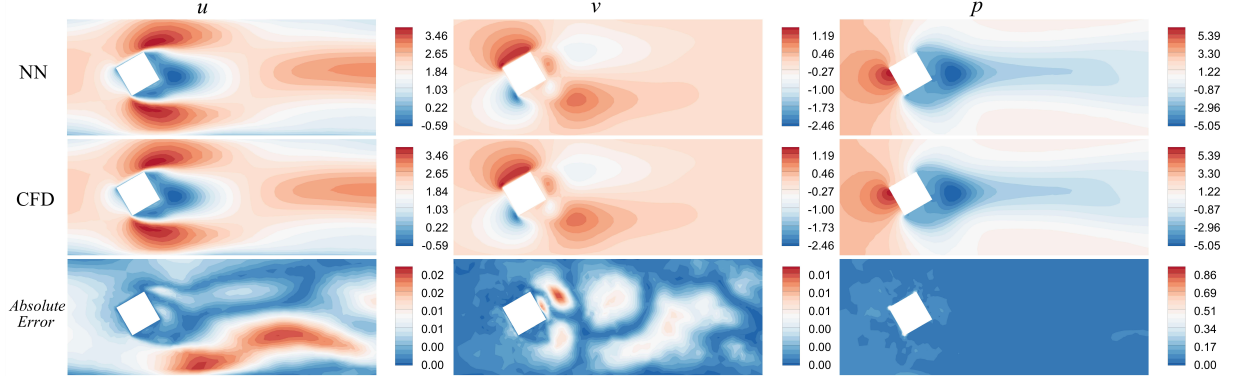 u v p
NN
3.46 1.19 5.39
2.65 0.46 3.30
1.84 -0.27 1.22
1.03 -1.00 -0.87
0.22 -1.73 -2.96
-0.59 -2.46 -5.05
CFD
3.46 1.19 5.39
2.65 0.46 3.30
1.84 -0.27 1.22
1.03 -1.00 -0.87
0.22 -1.73 -2.96
-0.59 -2.46 -5.05
Absolute
Error
0.02 0.01 0.86
0.02 0.01 0.69
0.01 0.01 0.51
0.01 0.00 0.34
0.00 0.00 0.17
0.00 0.00 0.00